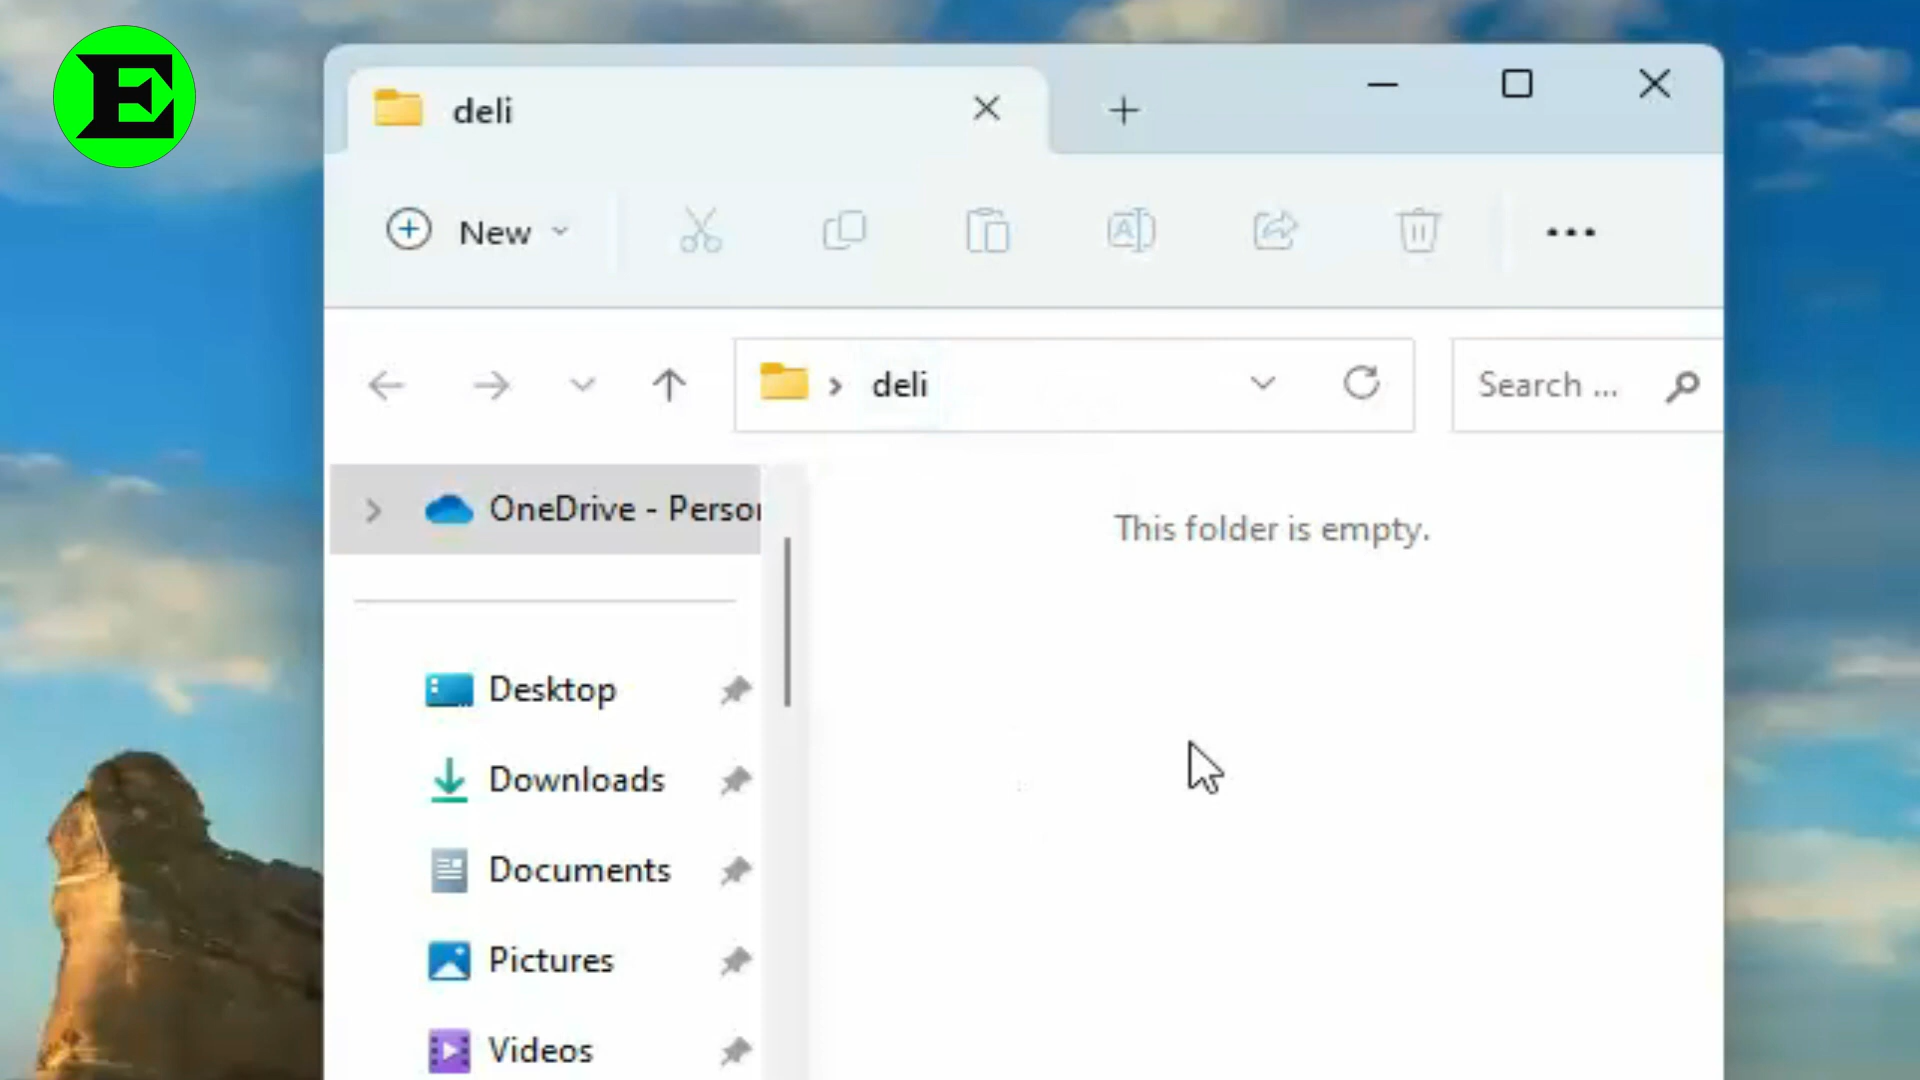 E
deli
New
deli
Search ...
OneDrive - Person
This folder is empty.
Desktop
Downloads
Documents
Pictures
Videos